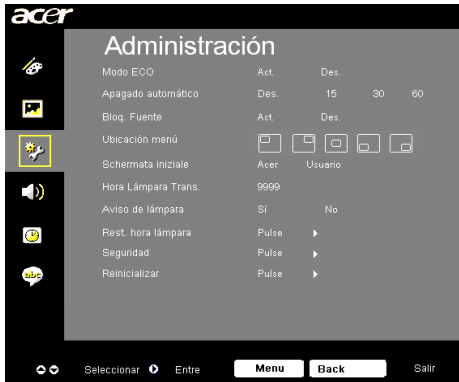 acer
Administración
Modo ECO Act. Des.
Apagado automático Des. 15 30 60
Bloq. Fuente Act. Des.
Ubicación menú
Schermata iniziale Acer Usuario
Hora Lámpara Trans. 9999
Aviso de lámpara Sí No
Rest. hora lámpara Pulse
Seguridad Pulse
Reinicializar Pulse
abc
Seleccionar Entre Menu Back Salir